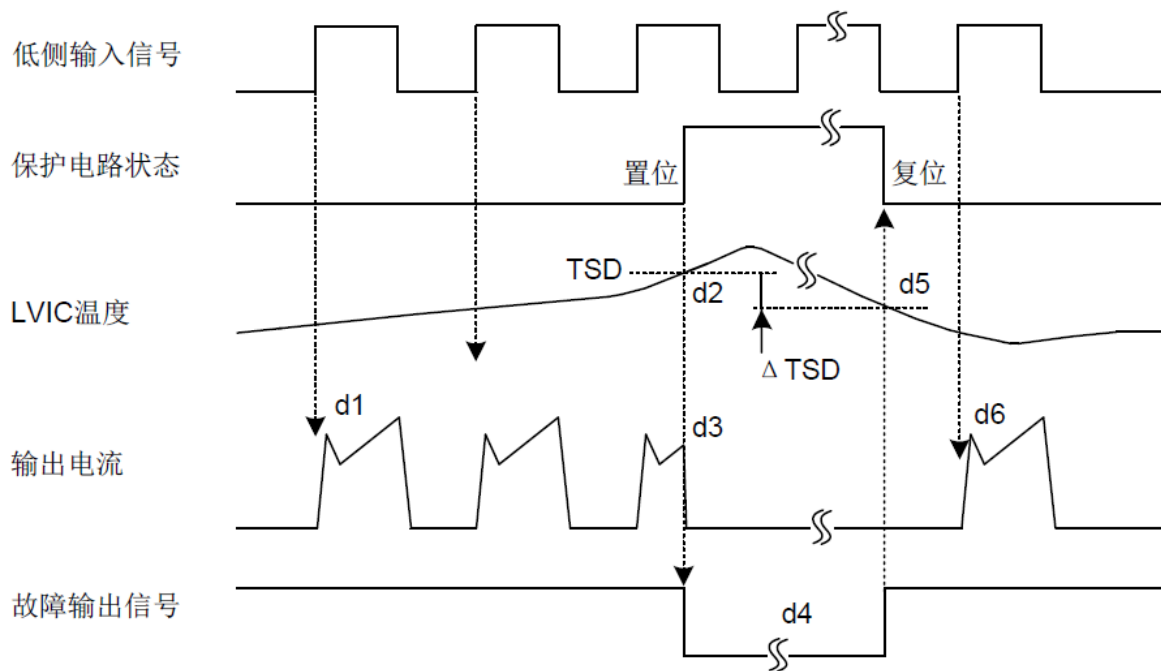 低侧输入信号
保护电路状态
置位
复位
TSD
d2
d5
LVIC温度
Δ TSD
d1
d3
d6
输出电流
故障输出信号
d4